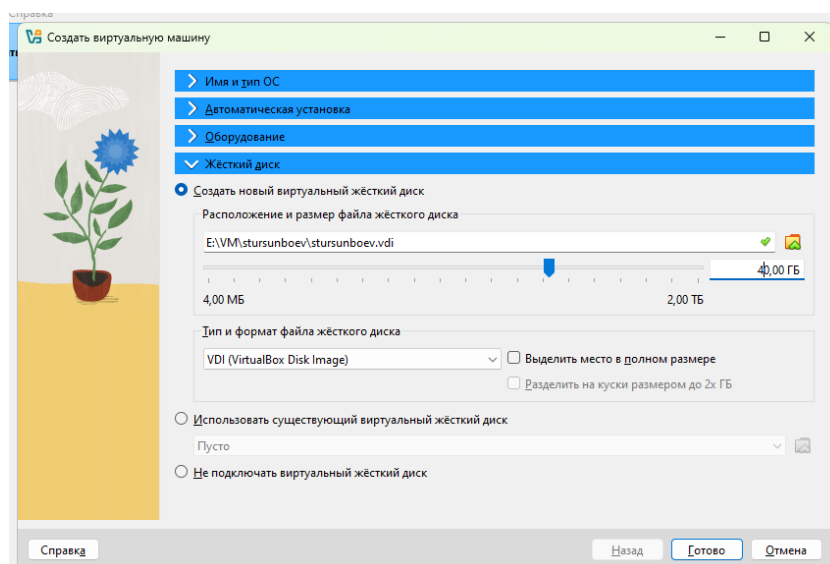 Справка
Создать виртуальную машину
Имя и тип ОС
Автоматическая установка
Оборудование
Жёсткий диск
Создать новый виртуальный жёсткий диск
Расположение и размер файла жёсткого диска
E:\VM\stursunboev\stursunboev.vdi
40,00 ГБ
4,00 МБ 2,00 ТБ
Тип и формат файла жёсткого диска
VDI (VirtualBox Disk Image) Выделить место в полном размере
Разделить на куски размером до 2х ГБ
Использовать существующий виртуальный жёсткий диск
Пусто
Не подключать виртуальный жёсткий диск
Справка Назад Готово Отмена